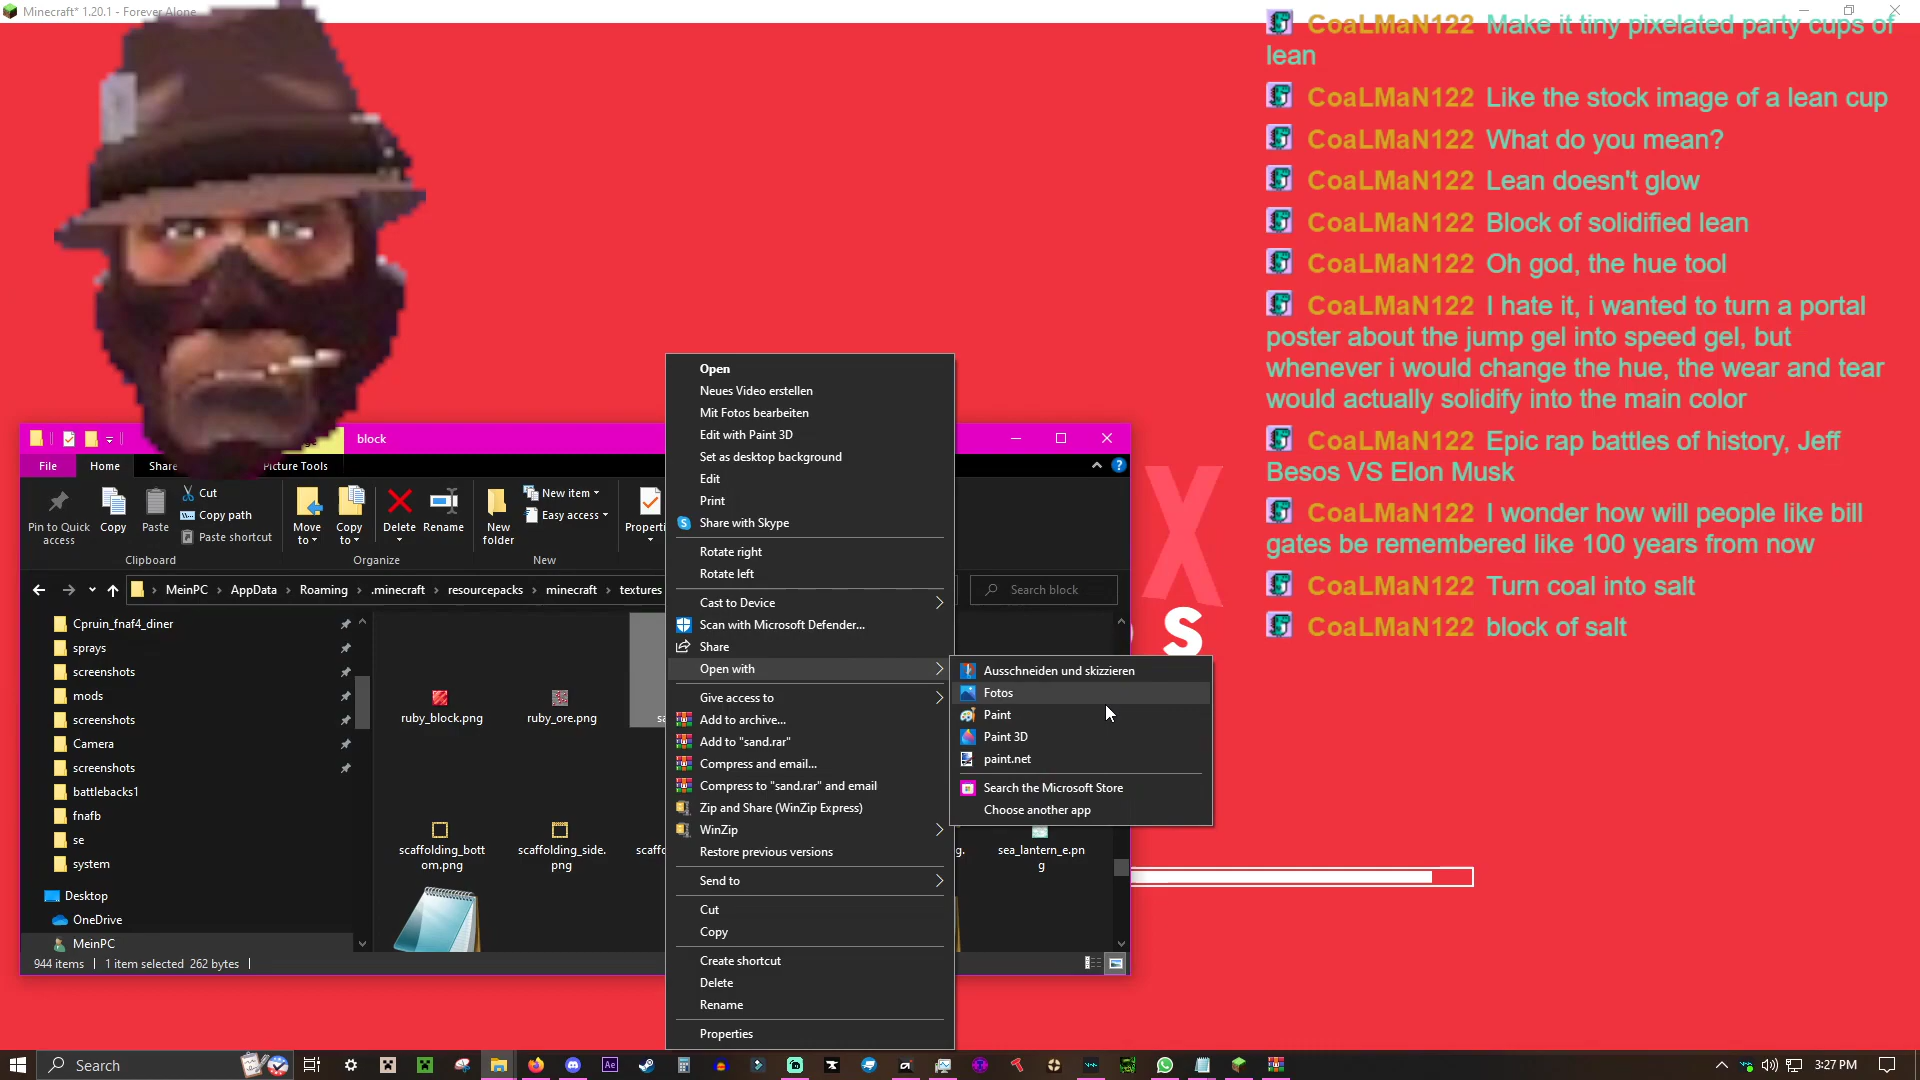 Minecraft* 1.20.1 - Forever Alone
CoaLMaN122 Make it tiny pixelated party cups of
lean
CoaLMaN122 Like the stock image of a lean cup
CoaLMaN122 What do you mean?
CoaLMaN122 Lean doesn't glow
CoaLMaN122 Block of solidified lean
CoaLMaN122 Oh god, the hue tool
CoaLMaN122 I hate it, i wanted to turn a portal
poster about the jump gel into speed gel, but
whenever i would change the hue, the wear and tear
would actually solidify into the main color
CoaLMaN122 Epic rap battles of history, Jeff
Besos VS Elon Musk
CoaLMaN122 I wonder how will people like bill
gates be remembered like 100 years from now
CoaLMaN122 Turn coal into salt
CoaLMaN122 block of salt
block
File Home Share Picture Tools
Pin to Quick
access
Copy
Paste
Cut
Copy path
Paste shortcut
Move
to
Copy
to
Delete
Rename
New
folder
New item
Easy access
Properti
Clipboard
Organize
New
MeinPC AppData Roaming .minecraft resourcepacks minecraft textures
Search block
Cpruin_fnaf4_diner
sprays
screenshots
mods
screenshots
Camera
screenshots
battlebacks1
fnafb
se
system
Desktop
OneDrive
MeinPC
ruby_block.png
ruby_ore.png
sa
scaffolding_bott
om.png
scaffolding_side.
png
scaffo
g.
sea_lantern_e.pn
g
944 items 1 item selected 262 bytes
Open
Neues Video erstellen
Mit Fotos bearbeiten
Edit with Paint 3D
Set as desktop background
Edit
Print
Share with Skype
Rotate right
Rotate left
Cast to Device
Scan with Microsoft Defender...
Share
Open with
Give access to
Add to archive...
Add to "sand.rar"
Compress and email...
Compress to "sand.rar" and email
Zip and Share (WinZip Express)
WinZip
Restore previous versions
Send to
Cut
Copy
Create shortcut
Delete
Rename
Properties
Ausschneiden und skizzieren
Fotos
Paint
Paint 3D
paint.net
Search the Microsoft Store
Choose another app
X
S
Search
Ae
3:27 PM